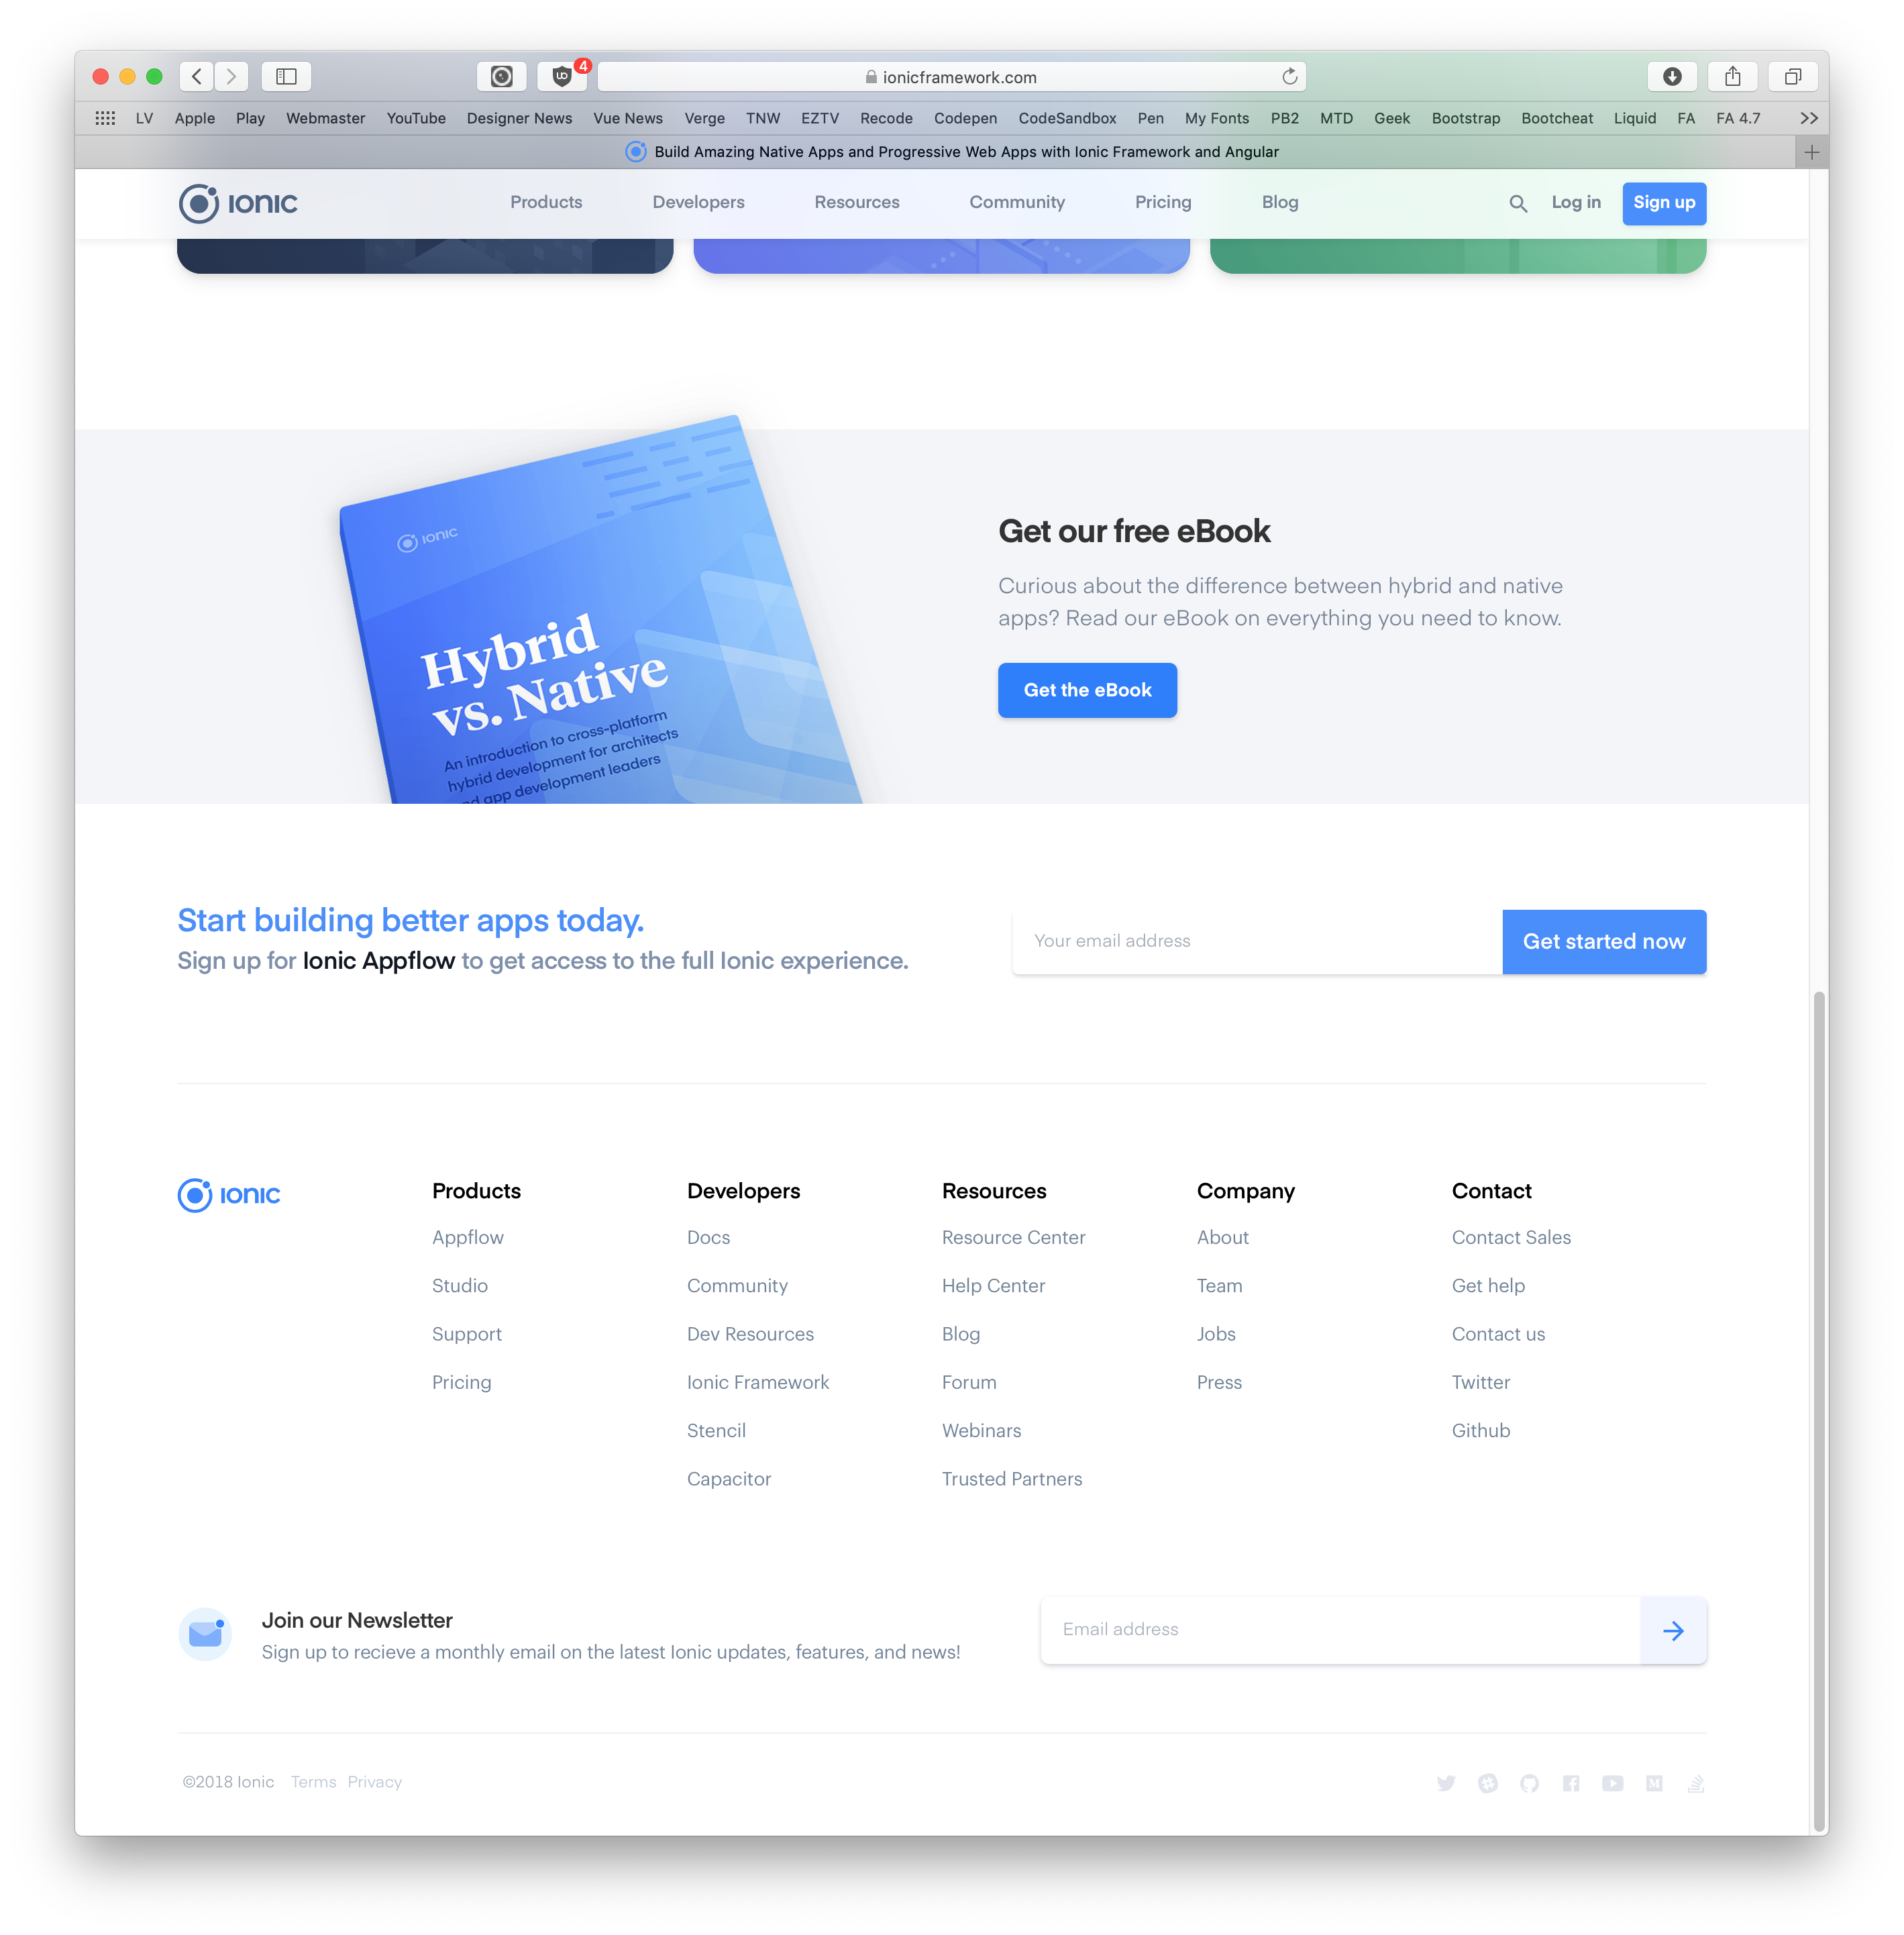 4
ionicframework.com
LV Apple Play Webmaster YouTube Designer News Vue News Verge TNW EZTV Recode Codepen CodeSandbox Pen My Fonts PB2 MTD Geek Bootstrap Bootcheat Liquid FA FA 4.7
Build Amazing Native Apps and Progressive Web Apps with Ionic Framework and Angular
IONIC Products Developers Resources Community Pricing Blog Log in Sign up
IONIC
Hybrid
vs. Native
An introduction to cross-platform
hybrid development for architects
and app development leaders
Get our free eBook
Curious about the difference between hybrid and native
apps? Read our eBook on everything you need to know.
Get the eBook
Start building better apps today.
Sign up for Ionic Appflow to get access to the full Ionic experience.
Your email address
Get started now
IONIC
Products
Appflow
Studio
Support
Pricing
Developers
Docs
Community
Dev Resources
Ionic Framework
Stencil
Capacitor
Resources
Resource Center
Help Center
Blog
Forum
Webinars
Trusted Partners
Company
About
Team
Jobs
Press
Contact
Contact Sales
Get help
Contact us
Twitter
Github
Join our Newsletter
Sign up to recieve a monthly email on the latest Ionic updates, features, and news!
Email address
©2018 Ionic Terms Privacy